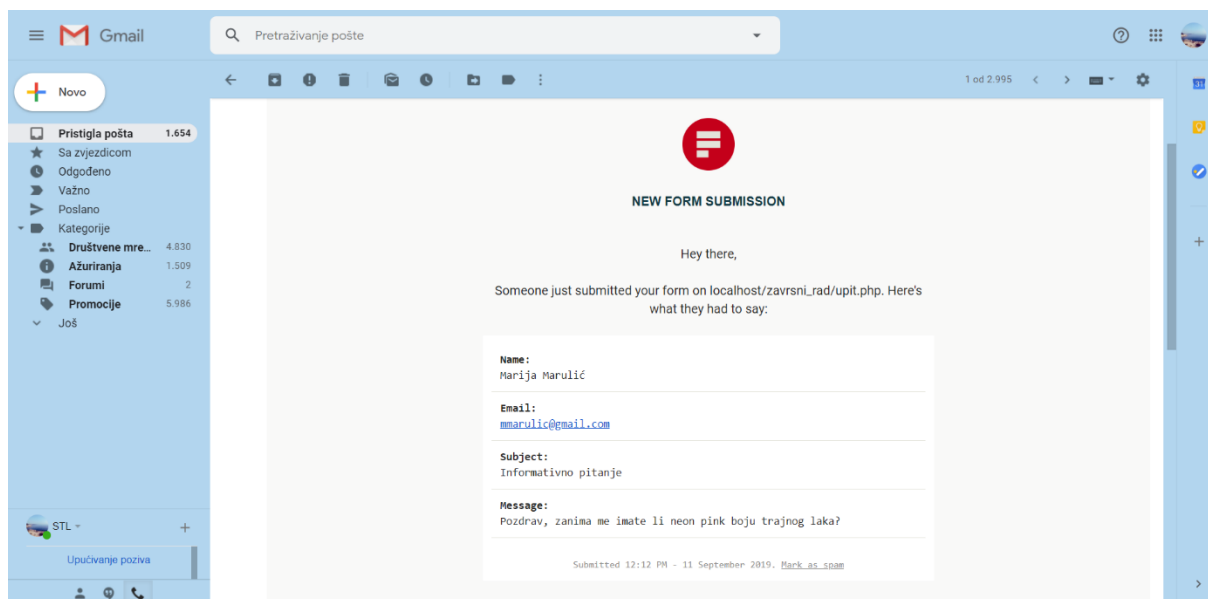 Gmail
Pretraživanje pošte
Novo
1 od 2.995
31
Pristigla pošta 1.654
Sa zvjezdicom
Odgođeno
Važno
Poslano
Kategorije
Društvene mre... 4.830
Ažuriranja 1.509
Forumi 2
Promocije 5.986
Još
NEW FORM SUBMISSION
Hey there,
Someone just submitted your form on localhost/zavrsni_rad/upit.php. Here's
what they had to say:
Name:
Marija Marulić
Email:
mmarulic@gmail.com
Subject:
Informativno pitanje
Message:
Pozdrav, zanima me imate li neon pink boju trajnog laka?
Submitted 12:12 PM - 11 September 2019. Mark as spam
STL
Upućivanje poziva